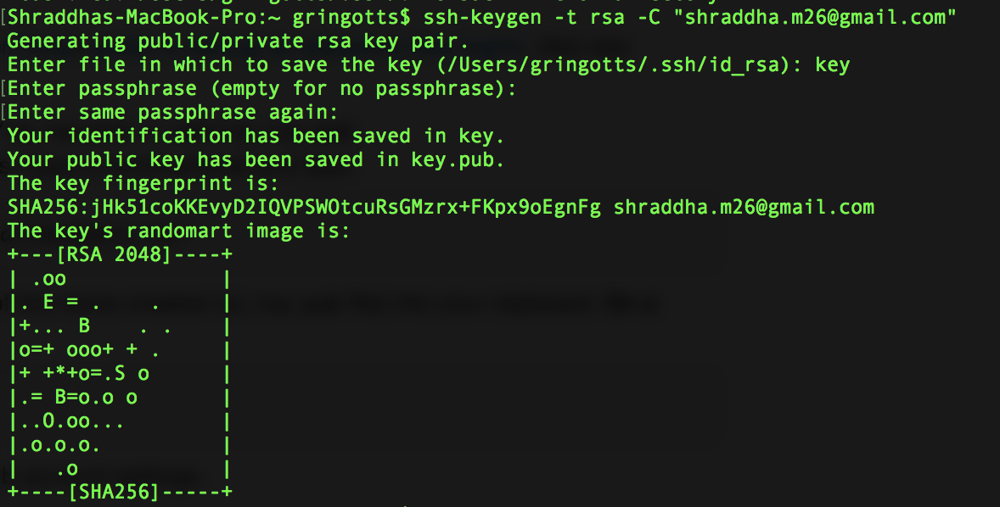 [Shraddhas-MacBook-Pro:~ gringotts$ ssh-keygen -t rsa -C "shraddha.m26@gmail.com"
Generating public/private rsa key pair.
Enter file in which to save the key (/Users/gringotts/.ssh/id_rsa): key
[Enter passphrase (empty for no passphrase):
[Enter same passphrase again:
Your identification has been saved in key.
Your public key has been saved in key.pub.
The key fingerprint is:
SHA256:jHk51coKKEvyD2IQVPSWOtcuRsGMzrx+FKpx9oEgnFg shraddha.m26@gmail.com
The key's randomart image is:
+---[RSA 2048]----+
| .oo             |
|. E = .    .     |
|+... B    . .    |
|o=+ ooo+ + .     |
|+ +*+o=.S o      |
|.= B=o.o o       |
|..O.oo...        |
|.o.o.o.          |
|   .o            |
+----[SHA256]-----+